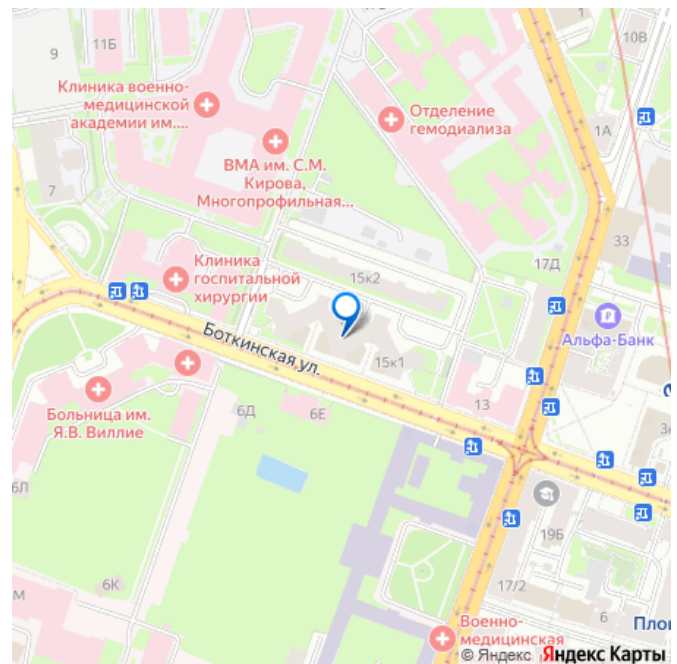 9
11Б
10В
1
Клиника военно-
медицинской
академии им....
Отделение
гемодиализа
1А
ВМА им. С.М.
Кирова,
Многопрофильная...
7
33
17Д
Клиника
госпитальной
хирургии
15к2
Альфа-Банк
Боткинская ул.
15к1
Больница им.
Я.В. Виллие
6Д
6Е
13
6Л
19Б
6К
17/2
6
М
Военно-
медицинская
Пло
© Яндекс Яндекс Карты